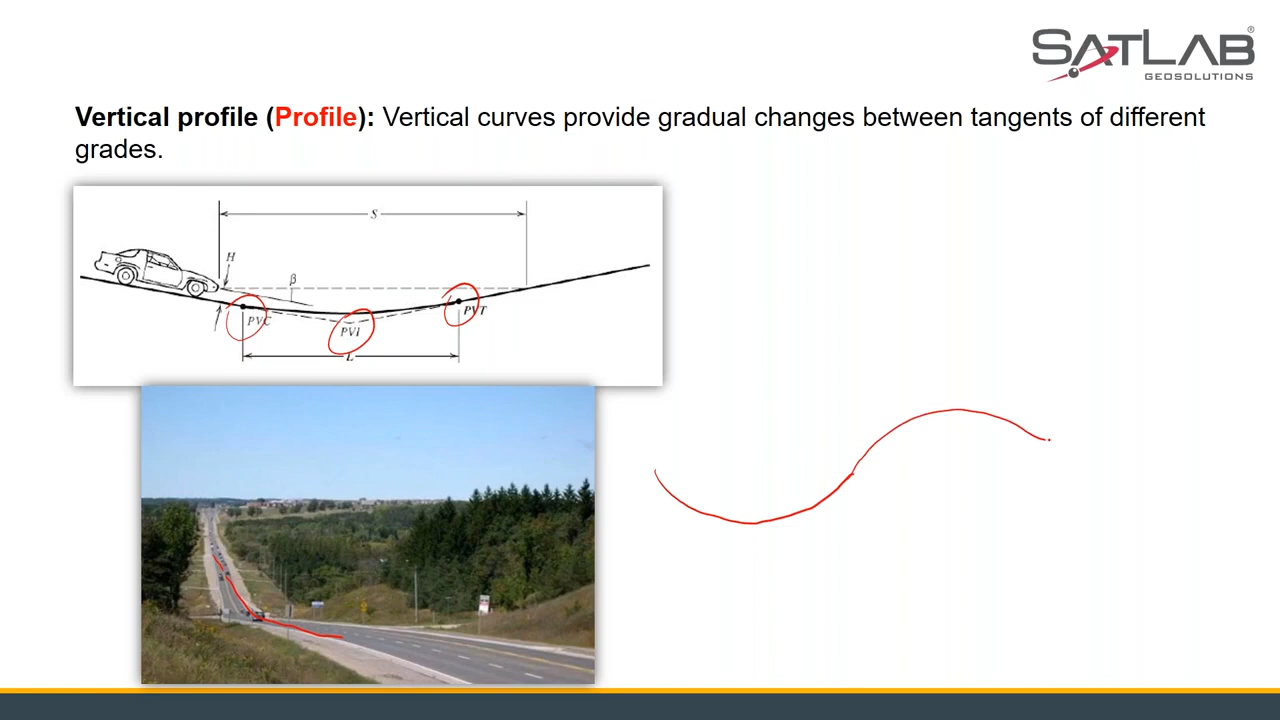 SATLAB®
GEOSOLUTIONS
Vertical profile (Profile): Vertical curves provide gradual changes between tangents of different
grades.
S
H
β
PVC
PVI
PVT
L